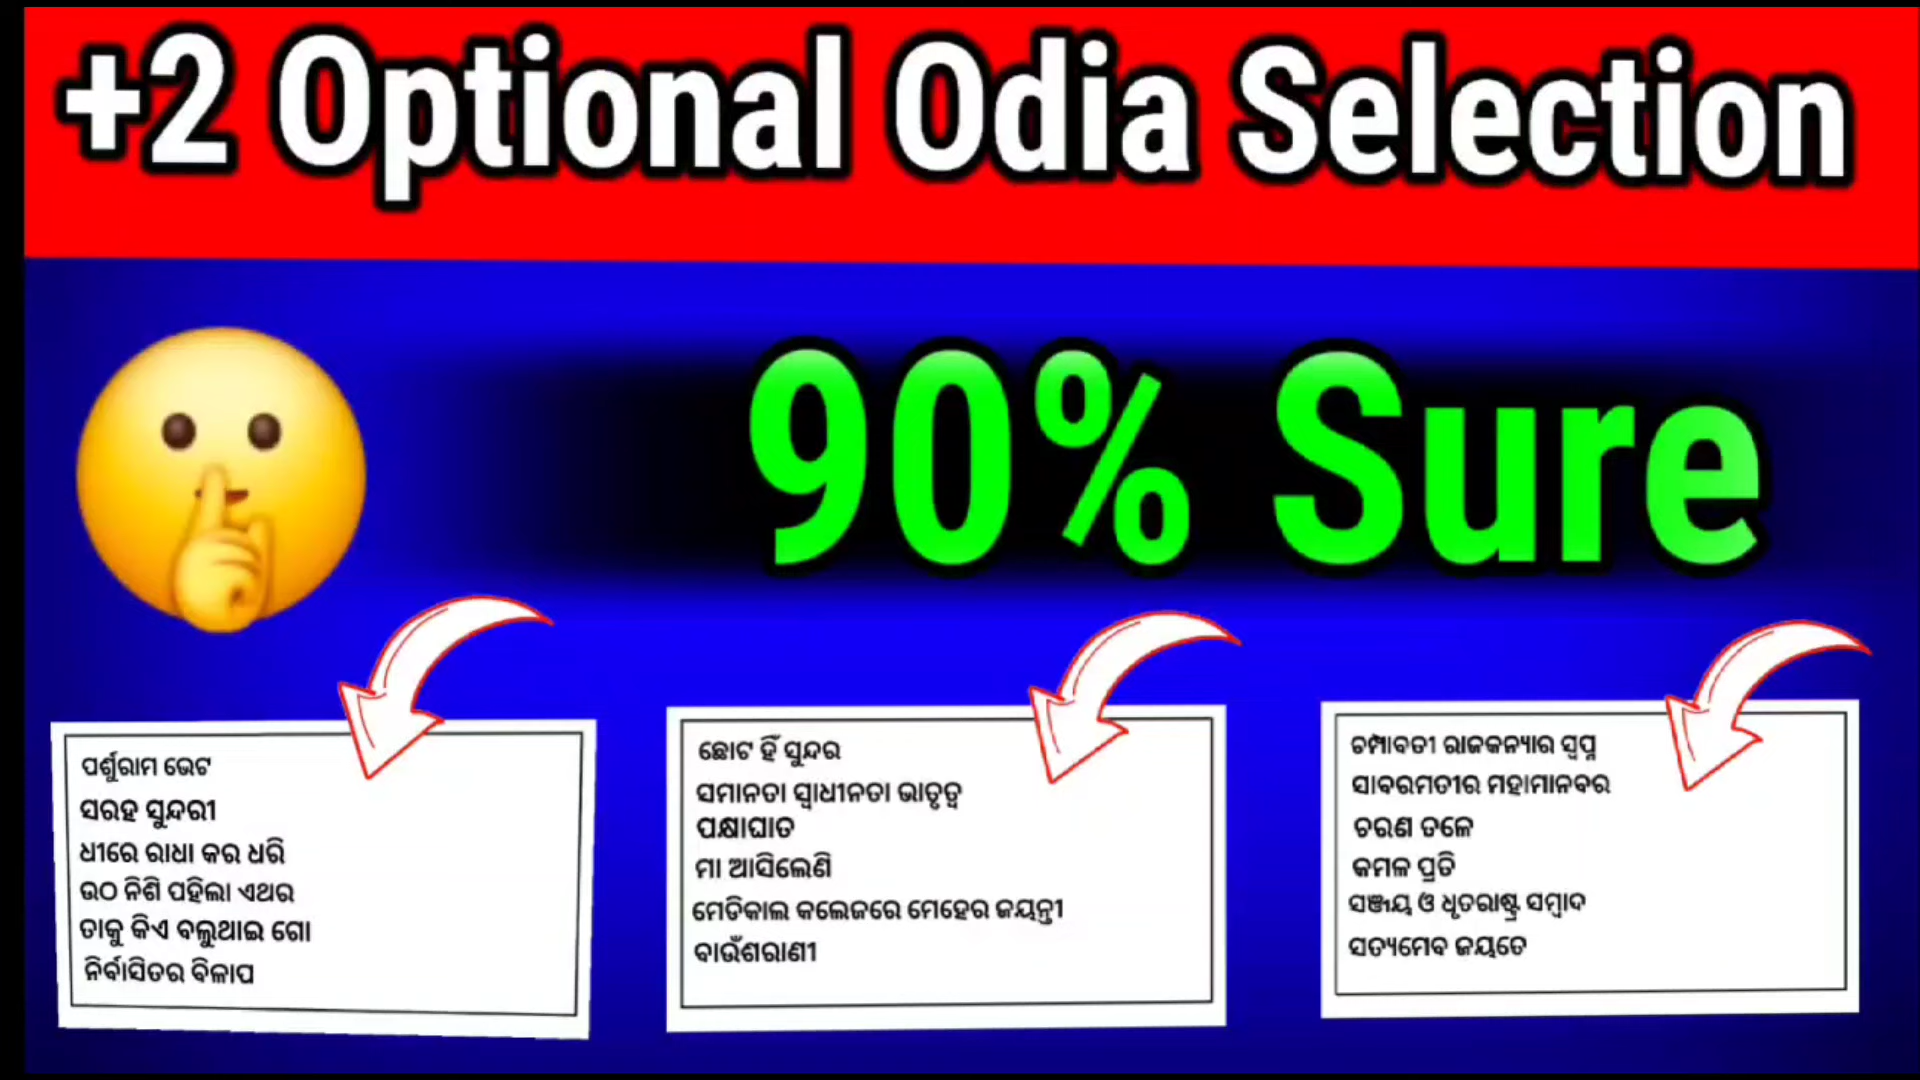 +2 Optional Odia Selection
90% Sure
ପର୍ଶୁରାମ ଭେଟ
ସରହ ସୁନ୍ଦରୀ
ଧୀରେ ରାଧା କର ଧରି
ଉଠ ନିଶି ପହିଲା ଏଥର
ତାକୁ କିଏ ବଲୁଥାଇ ଗୋ
ନିର୍ବାସିତର ବିଳାପ
ଛୋଟ ହିଁ ସୁନ୍ଦର
ସମାନତା ସ୍ବାଧୀନତା ଭାତୃତ୍ୱ
ପକ୍ଷାଘାତ
ମା ଆସିଲେଣି
ମେଡିକାଲ କଲେଜରେ ମେହେର ଜୟନ୍ତୀ
ବାଉଁଶରାଣୀ
ଚମ୍ପାବତୀ ରାଜକନ୍ୟାର ସ୍ବପ୍ନ
ସାବରମତୀର ମହାମାନବର
ଚରଣ ତଳେ
କମଳ ପ୍ରତି
ସଞ୍ଜୟ ଓ ଧୃତରାଷ୍ଟ୍ର ସମ୍ବାଦ
ସତ୍ୟମେବ ଜୟତେ